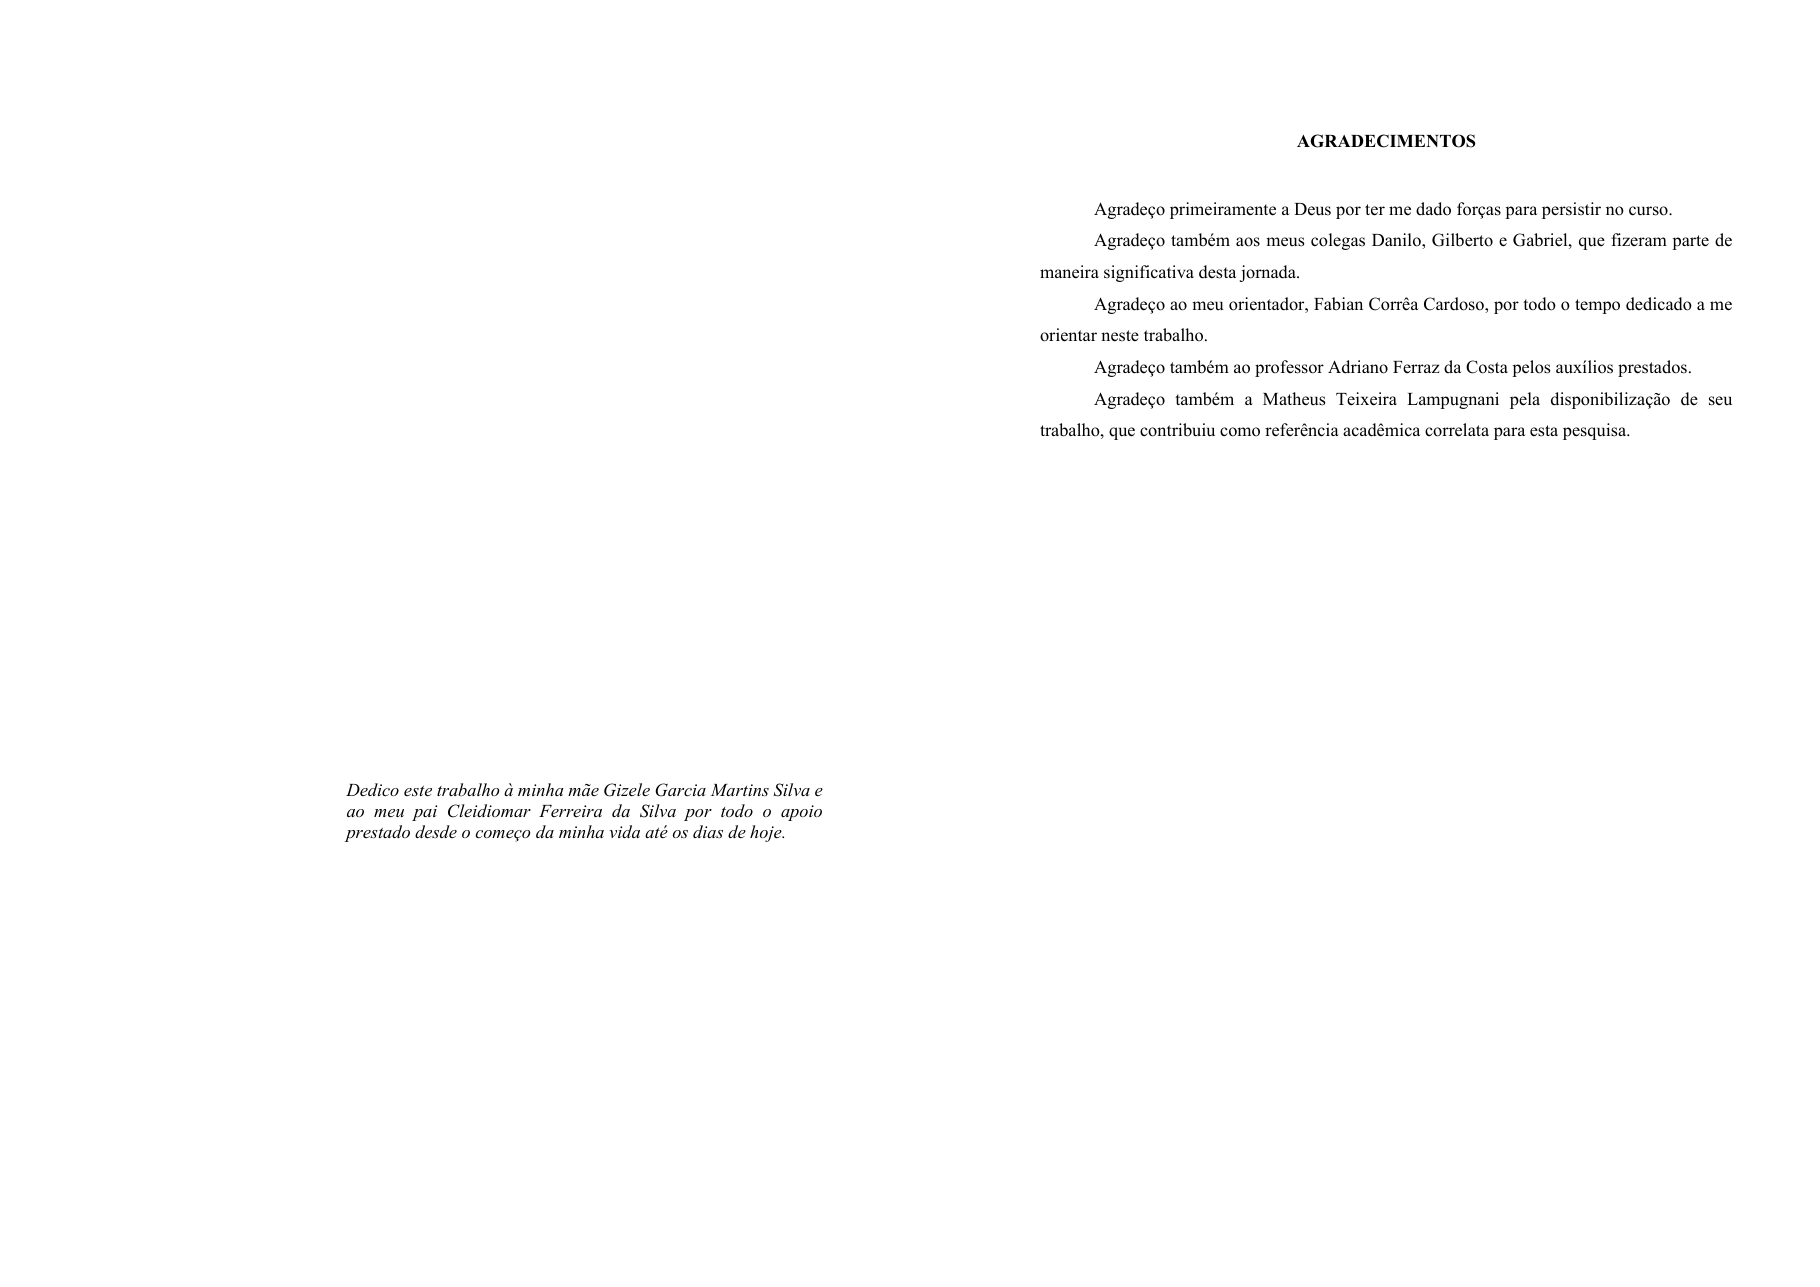 Dedico este trabalho à minha mãe Gizele Garcia Martins Silva e
ao meu pai Cleidiomar Ferreira da Silva por todo o apoio
prestado desde o começo da minha vida até os dias de hoje.
AGRADECIMENTOS
Agradeço primeiramente a Deus por ter me dado forças para persistir no curso.
Agradeço também aos meus colegas Danilo, Gilberto e Gabriel, que fizeram parte de
maneira significativa desta jornada.
Agradeço ao meu orientador, Fabian Corrêa Cardoso, por todo o tempo dedicado a me
orientar neste trabalho.
Agradeço também ao professor Adriano Ferraz da Costa pelos auxílios prestados.
Agradeço também a Matheus Teixeira Lampugnani pela disponibilização de seu
trabalho, que contribuiu como referência acadêmica correlata para esta pesquisa.